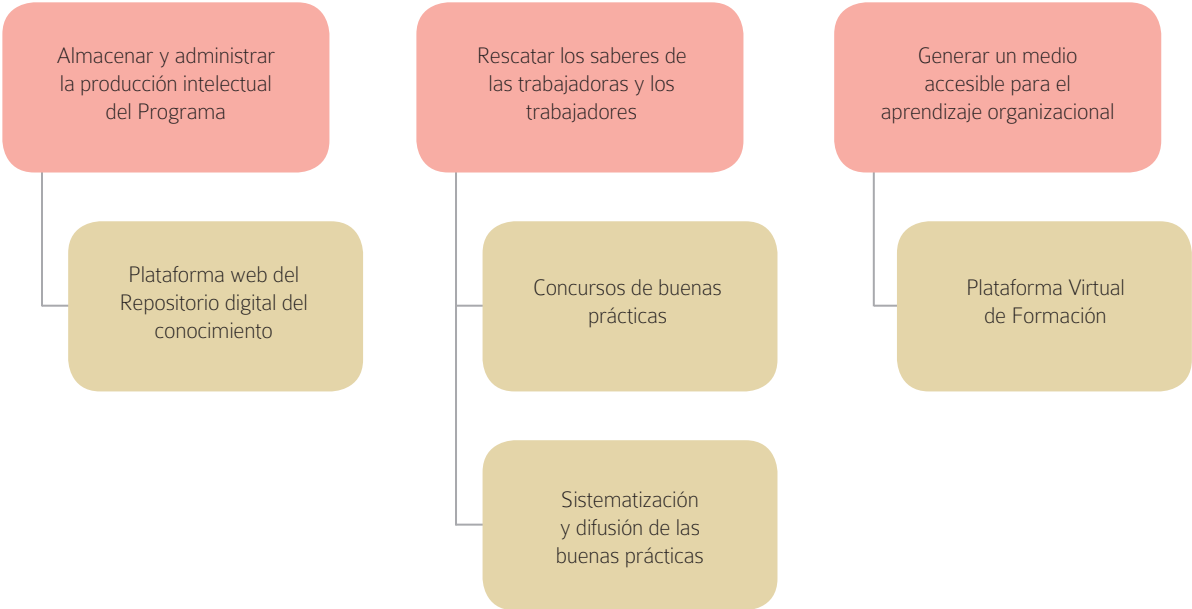 Almacenar y administrar
la producción intelectual
del Programa
Plataforma web del
Repositorio digital del
conocimiento
Rescatar los saberes de
las trabajadoras y los
trabajadores
Concursos de buenas
prácticas
Sistematización
y difusión de las
buenas prácticas
Generar un medio
accesible para el
aprendizaje organizacional
Plataforma Virtual
de Formación